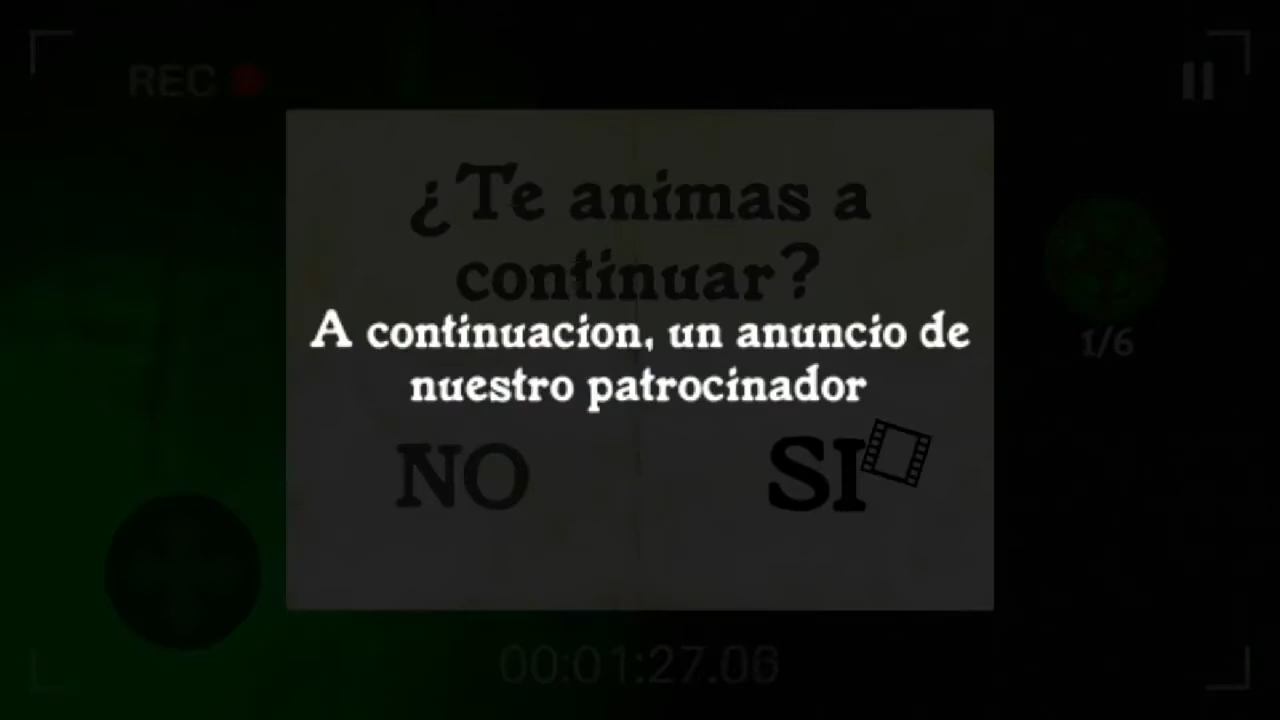 REC
¿Te animas a
continuar?
A continuacion, un anuncio de
nuestro patrocinador
1/6
NO
SI
00:01:27.06